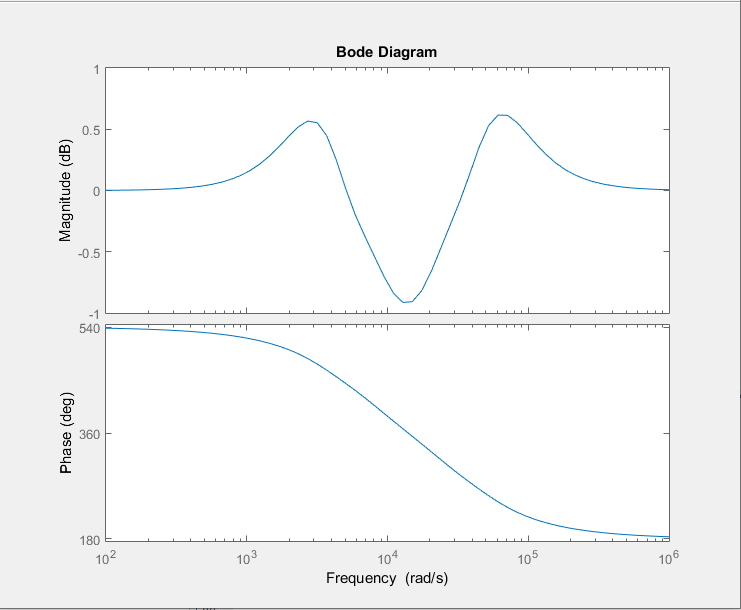 Bode Diagram
1
0.5
0
-0.5
-1
Magnitude (dB)
540
360
180
Phase (deg)
10^2 10^3 10^4 10^5 10^6
Frequency (rad/s)